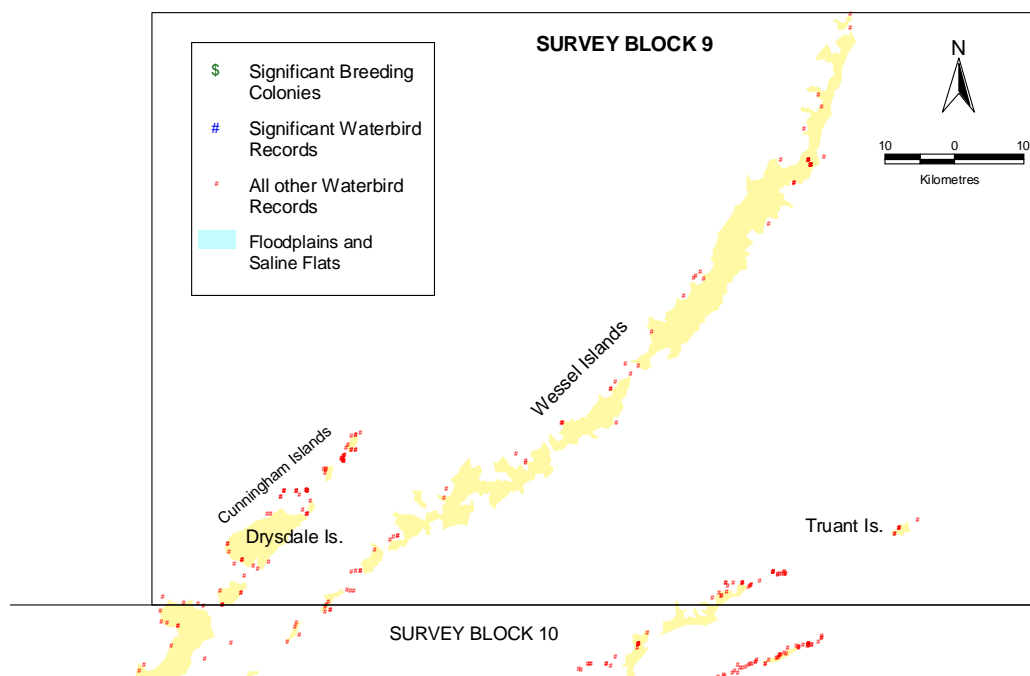 SURVEY BLOCK 9
$ Significant Breeding
Colonies
# Significant Waterbird
Records
# All other Waterbird
Records
Floodplains and
Saline Flats
N
10 0 10
Kilometres
Wessel Islands
Cunningham Islands
Drysdale Is.
Truant Is.
SURVEY BLOCK 10